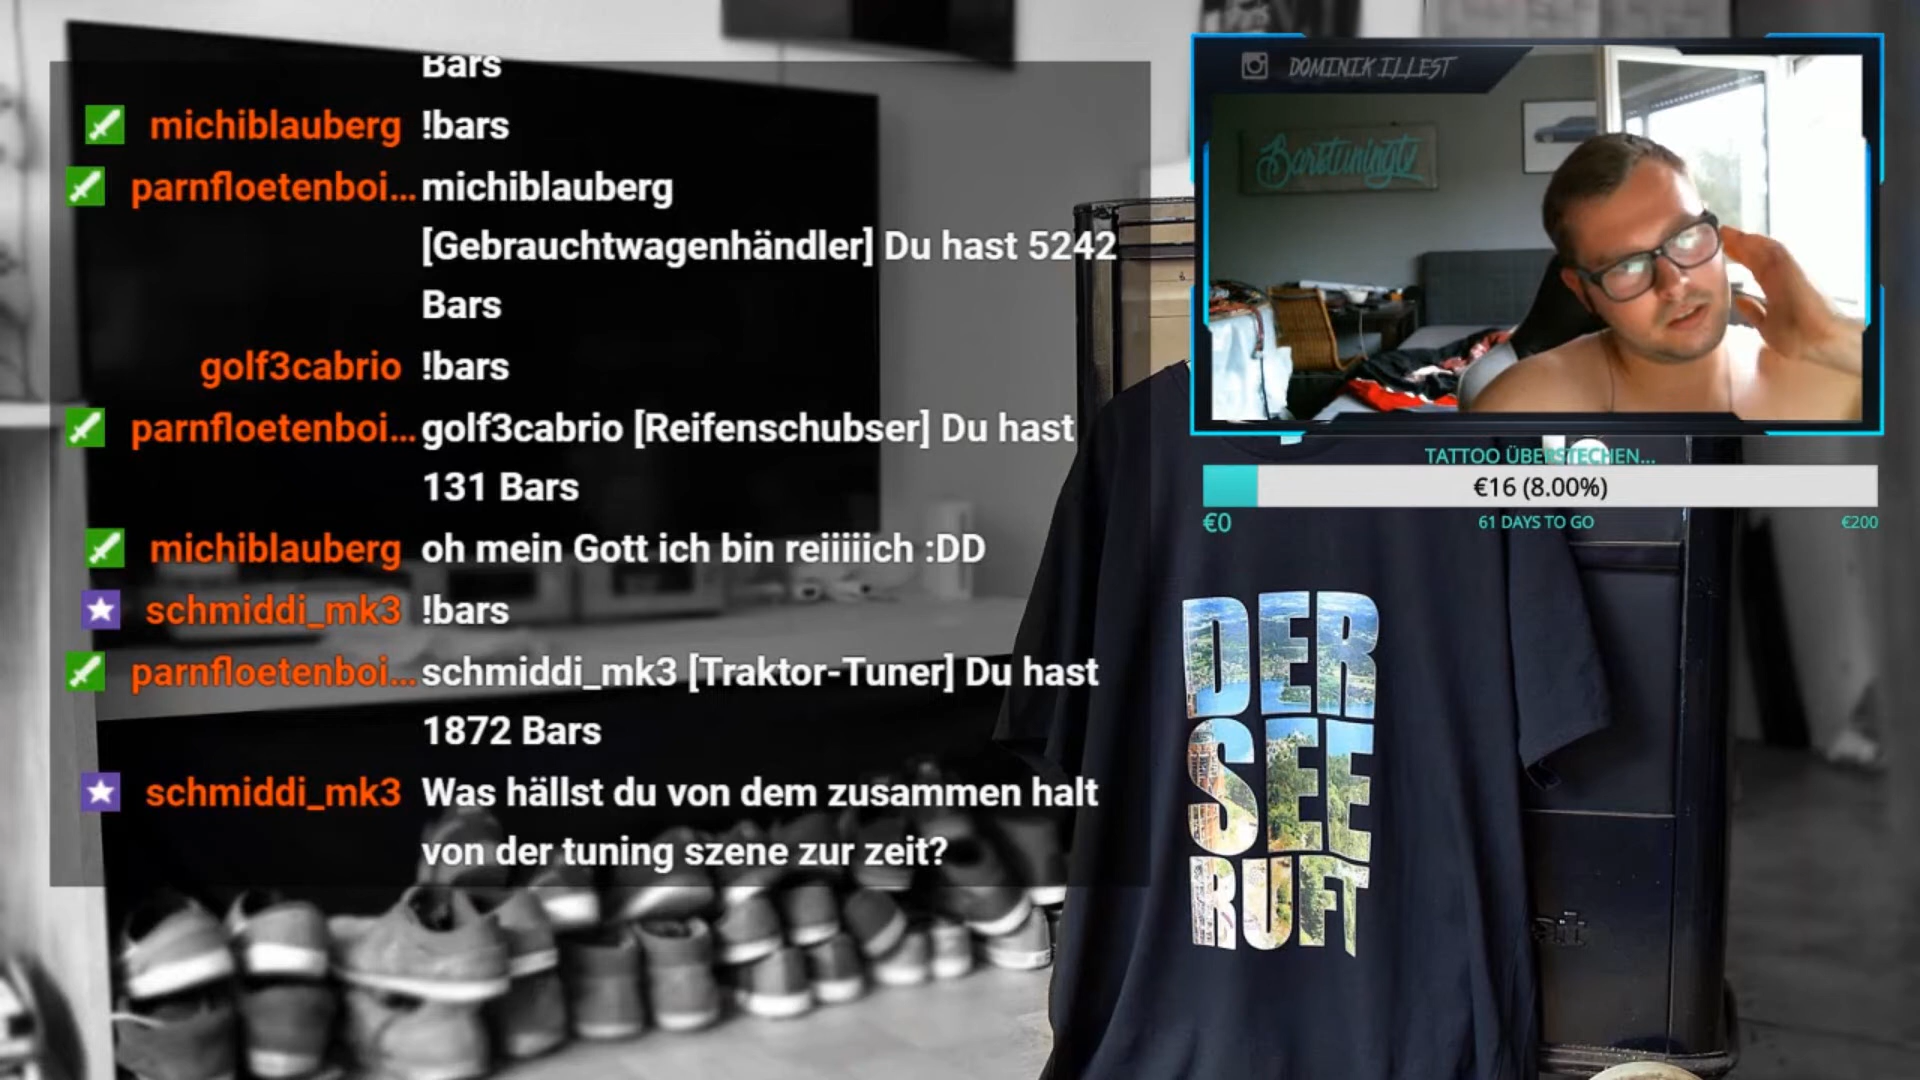 Bars
michiblauberg !bars
parnfloetenboi... michiblauberg
[Gebrauchtwagenhändler] Du hast 5242
Bars
golf3cabrio !bars
parnfloetenboi... golf3cabrio [Reifenschubser] Du hast
131 Bars
michiblauberg oh mein Gott ich bin reiiiiich :DD
schmiddi_mk3 !bars
parnfloetenboi... schmiddi_mk3 [Traktor-Tuner] Du hast
1872 Bars
schmiddi_mk3 Was hällst du von dem zusammen halt
von der tuning szene zur zeit?
DOMINIK ILLEST
Barstuningtv
TATTOO ÜBERSTECHEN...
€16 (8.00%)
€0 61 DAYS TO GO €200
DER
SEE
RUFT